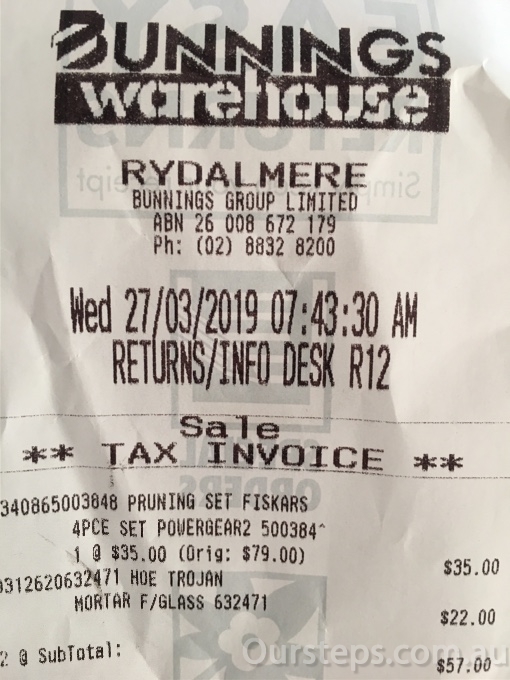 BUNNINGS
warehouse
RYDALMERE
BUNNINGS GROUP LIMITED
ABN 26 008 672 179
Ph: (02) 8832 8200
Wed 27/03/2019 07:43:30 AM
RETURNS/INFO DESK R12
Sale
** TAX INVOICE **
340865003848 PRUNING SET FISKARS
4PCE SET POWERGEAR2 500384^
1 @ $35.00 (Orig: $79.00) $35.00
9312620632471 HOE TROJAN
MORTAR F/GLASS 632471 $22.00
2 @ SubTotal: $57.00
Oursteps.com.au